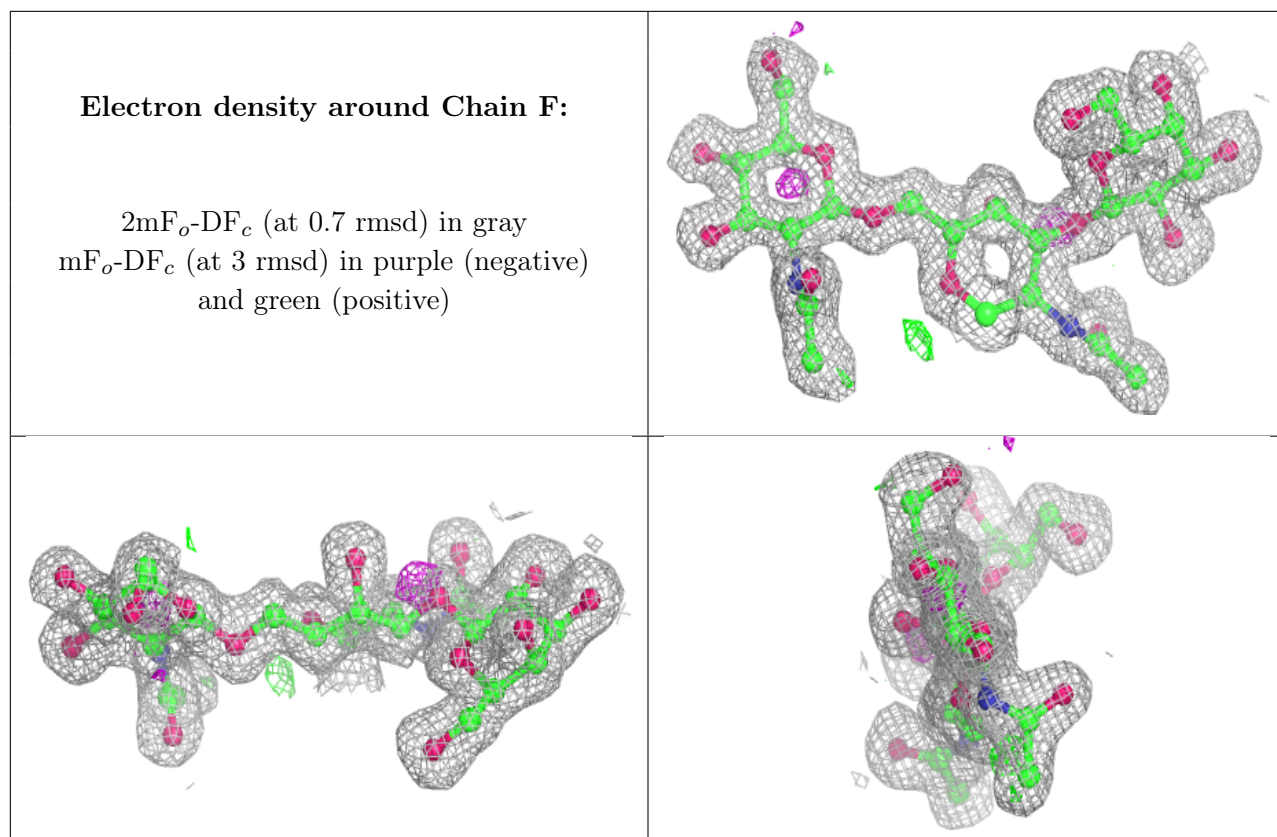 Electron density around Chain F:
2mFₒ-DF𝒸 (at 0.7 rmsd) in gray
mFₒ-DF𝒸 (at 3 rmsd) in purple (negative)
and green (positive)